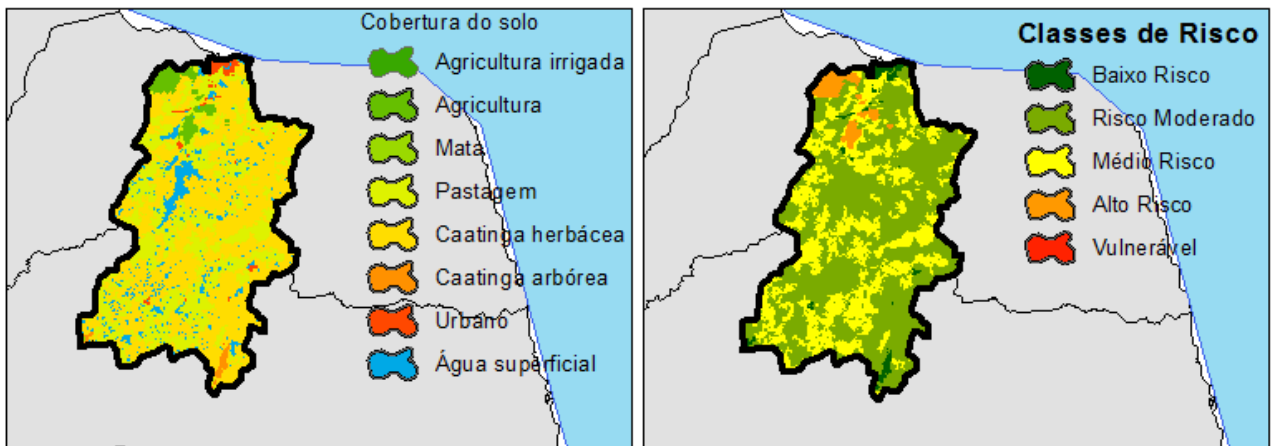 Cobertura do solo
Agricultura irrigada
Agricultura
Mata
Pastagem
Caatinga herbácea
Caatinga arbórea
Urbano
Água superficial
Classes de Risco
Baixo Risco
Risco Moderado
Médio Risco
Alto Risco
Vulnerável